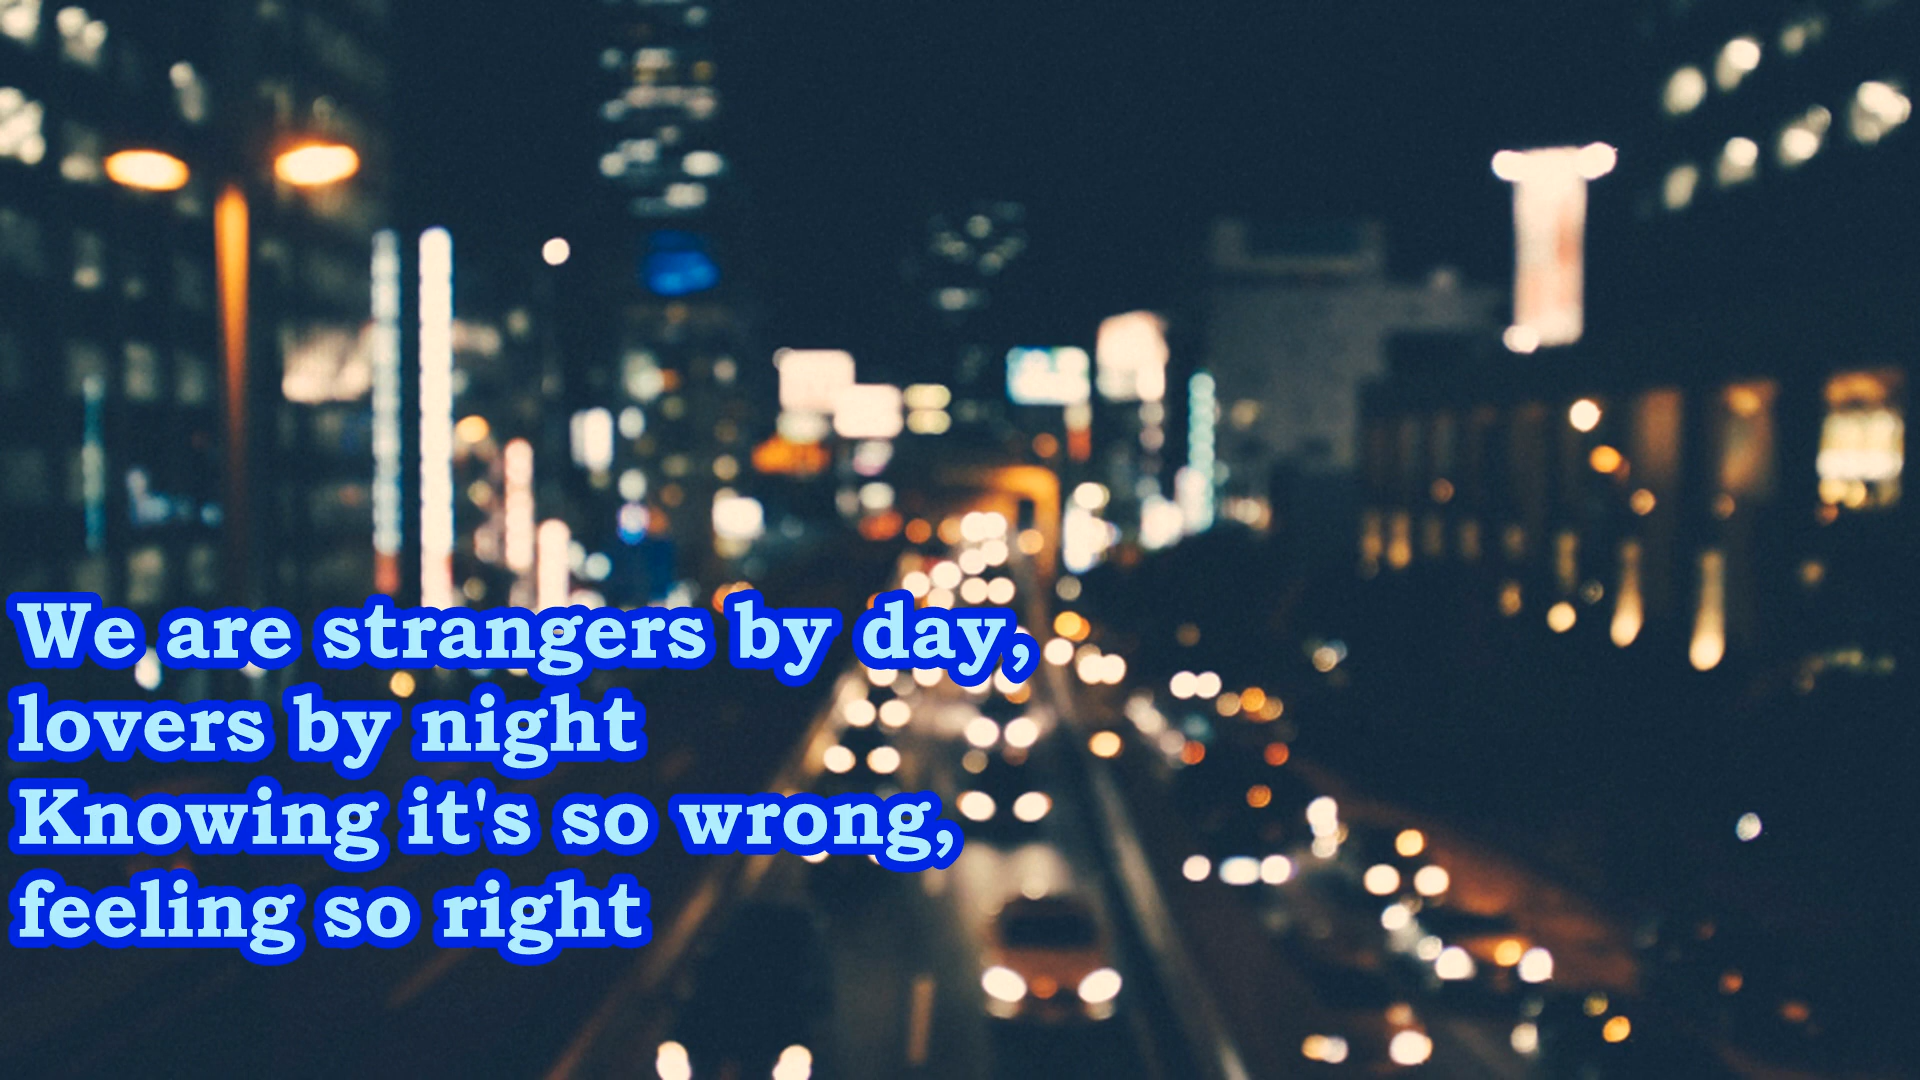 We are strangers by day,
lovers by night
Knowing it's so wrong,
feeling so right